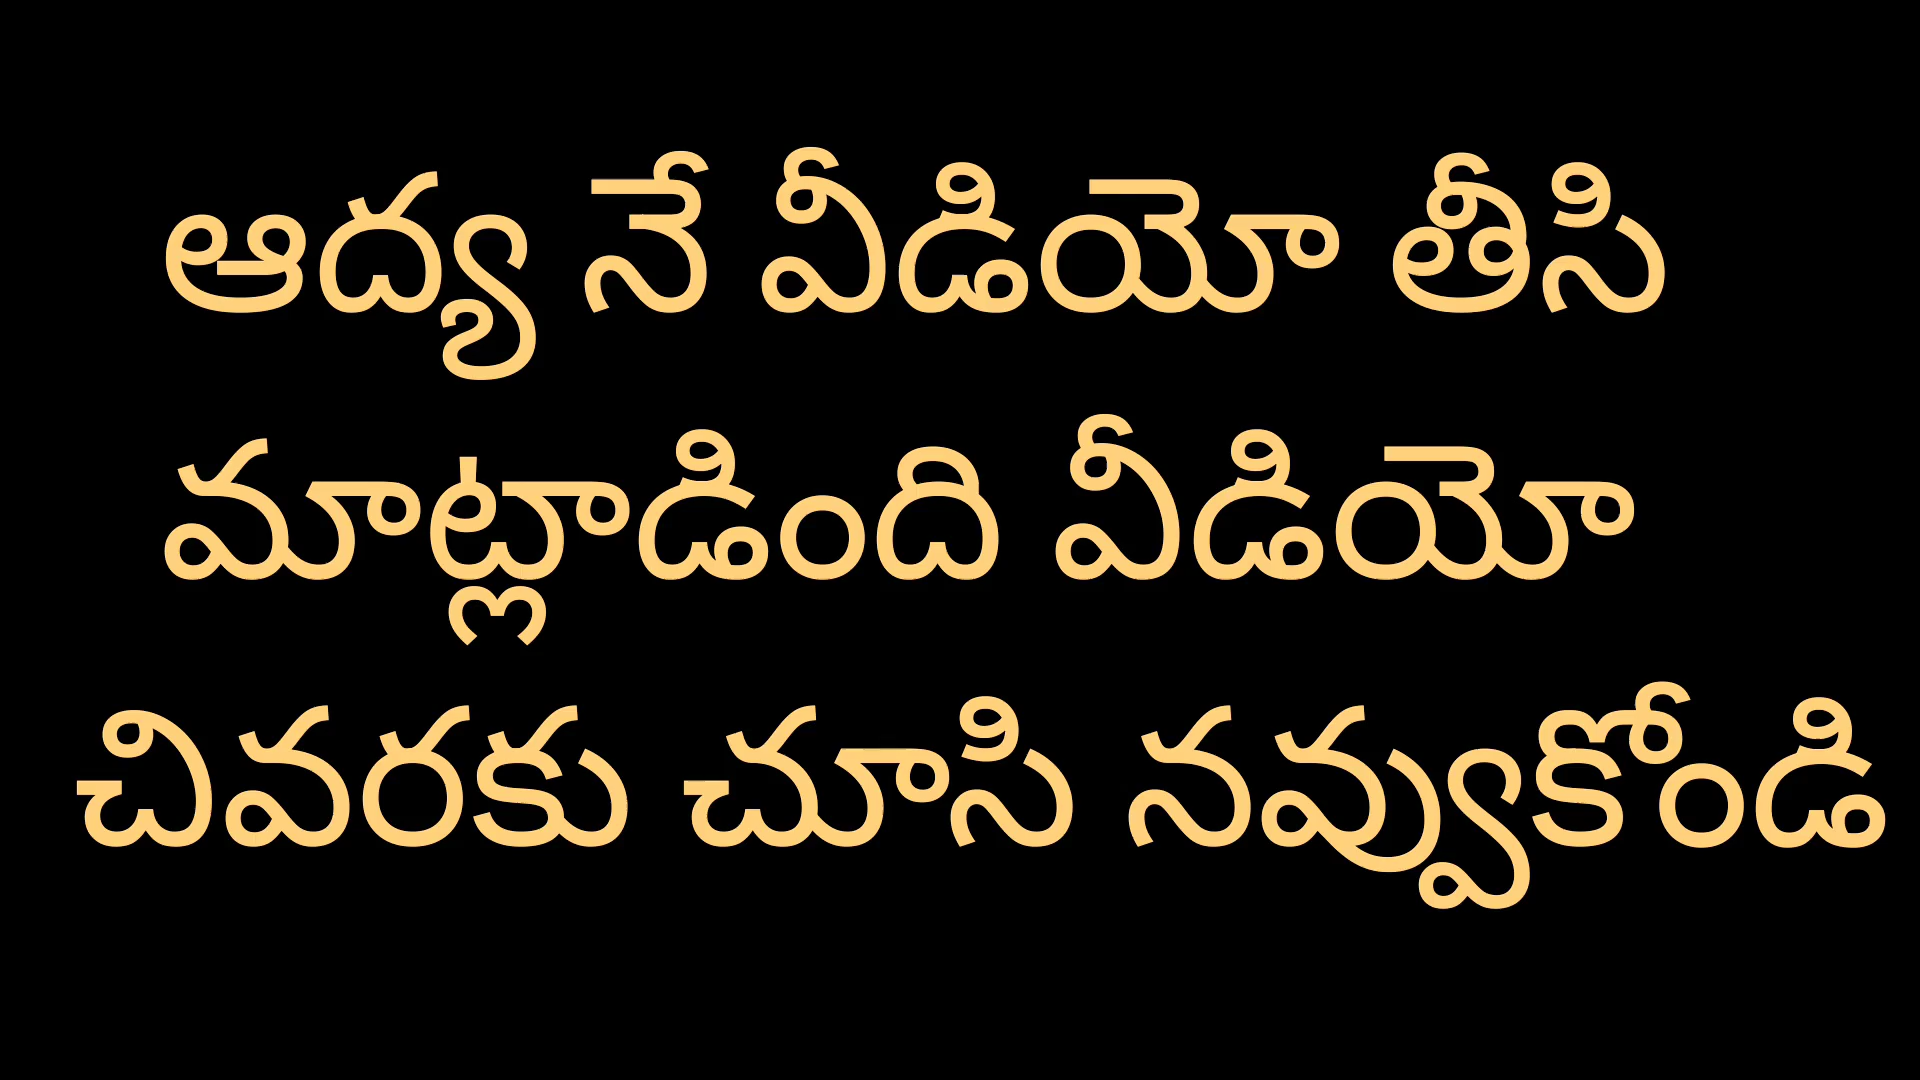 ఆద్య నే వీడియో తీసి
మాట్లాడింది వీడియో
చివరకు చూసి నవ్వుకోండి